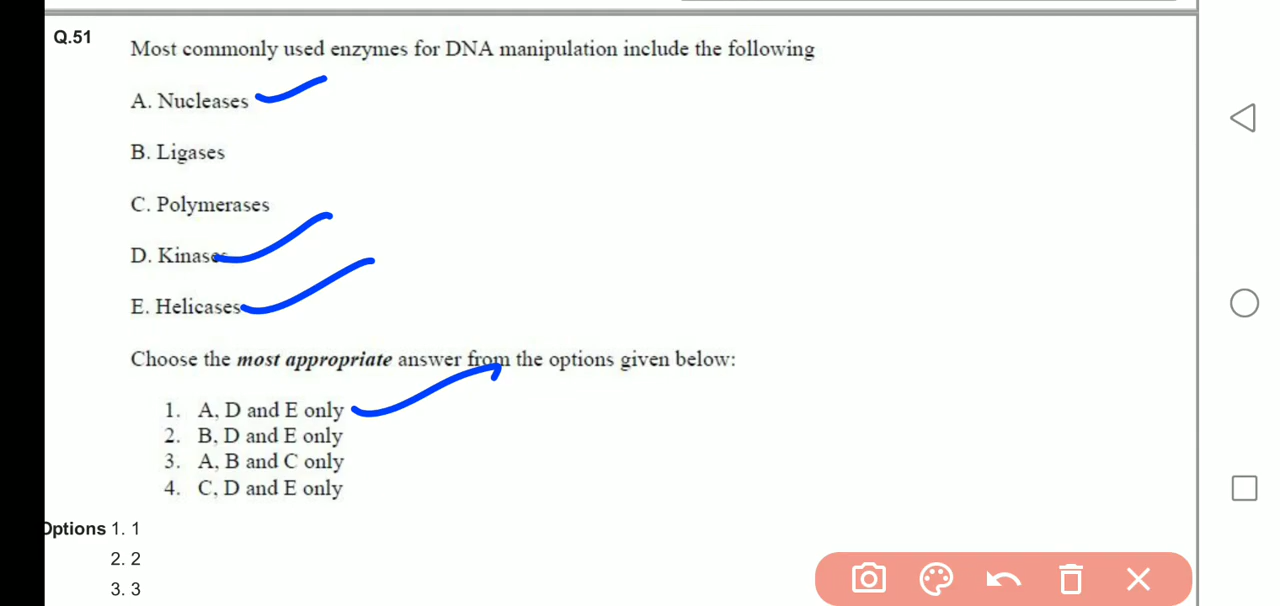 Q.51
Most commonly used enzymes for DNA manipulation include the following
A. Nucleases
B. Ligases
C. Polymerases
D. Kinases
E. Helicases
Choose the most appropriate answer from the options given below:
1. A, D and E only
2. B, D and E only
3. A, B and C only
4. C, D and E only
Options 1. 1
2. 2
3. 3